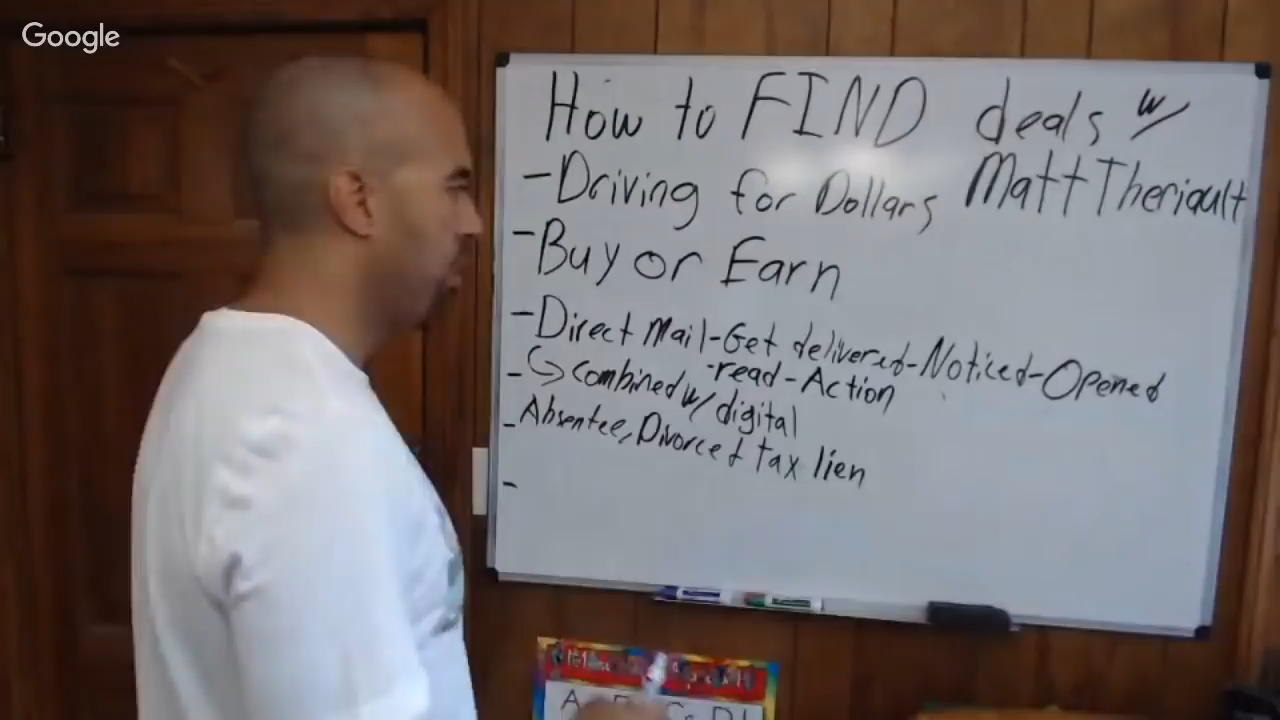 Google
How to FIND deals w/
-Driving for Dollars Matt Theriault
-Buy or Earn
-Direct Mail-Get delivered-Noticed-Opened
-read-Action
-↪combined w/ digital
-Absentee, Divorced tax lien
-